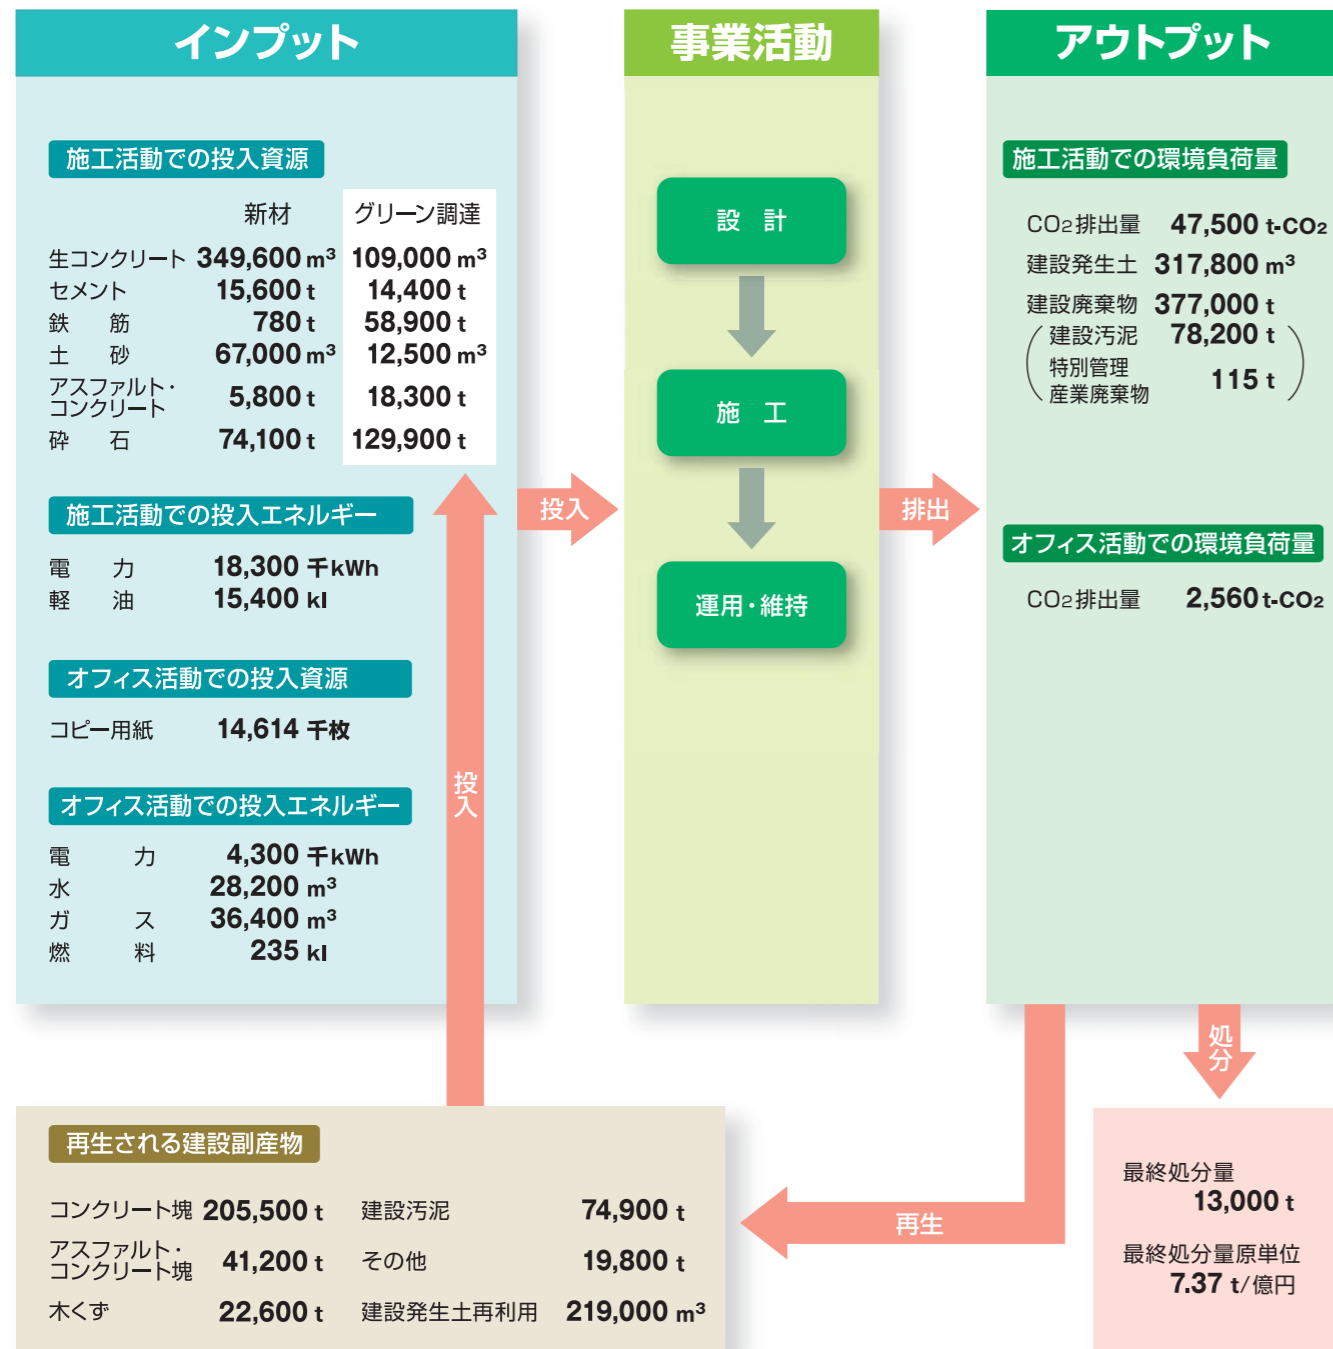 インプット
施工活動での投入資源
新材 グリーン調達
生コンクリート 349,600 m³ 109,000 m³
セメント 15,600 t 14,400 t
鉄 筋 780 t 58,900 t
土 砂 67,000 m³ 12,500 m³
アスファルト・
コンクリート 5,800 t 18,300 t
砕 石 74,100 t 129,900 t
施工活動での投入エネルギー
電 力 18,300 千kWh
軽 油 15,400 kl
オフィス活動での投入資源
コピー用紙 14,614 千枚
オフィス活動での投入エネルギー
電 力 4,300 千kWh
水 28,200 m³
ガ ス 36,400 m³
燃 料 235 kl
投入
投入
事業活動
設 計
施 工
運用・維持
排出
アウトプット
施工活動での環境負荷量
CO₂排出量 47,500 t-CO₂
建設発生土 317,800 m³
建設廃棄物 377,000 t
(建設汚泥 78,200 t
特別管理
産業廃棄物 115 t)
オフィス活動での環境負荷量
CO₂排出量 2,560 t-CO₂
処分
再生
再生される建設副産物
コンクリート塊 205,500 t 建設汚泥 74,900 t
アスファルト・
コンクリート塊 41,200 t その他 19,800 t
木くず 22,600 t 建設発生土再利用 219,000 m³
最終処分量
13,000 t
最終処分量原単位
7.37 t/億円